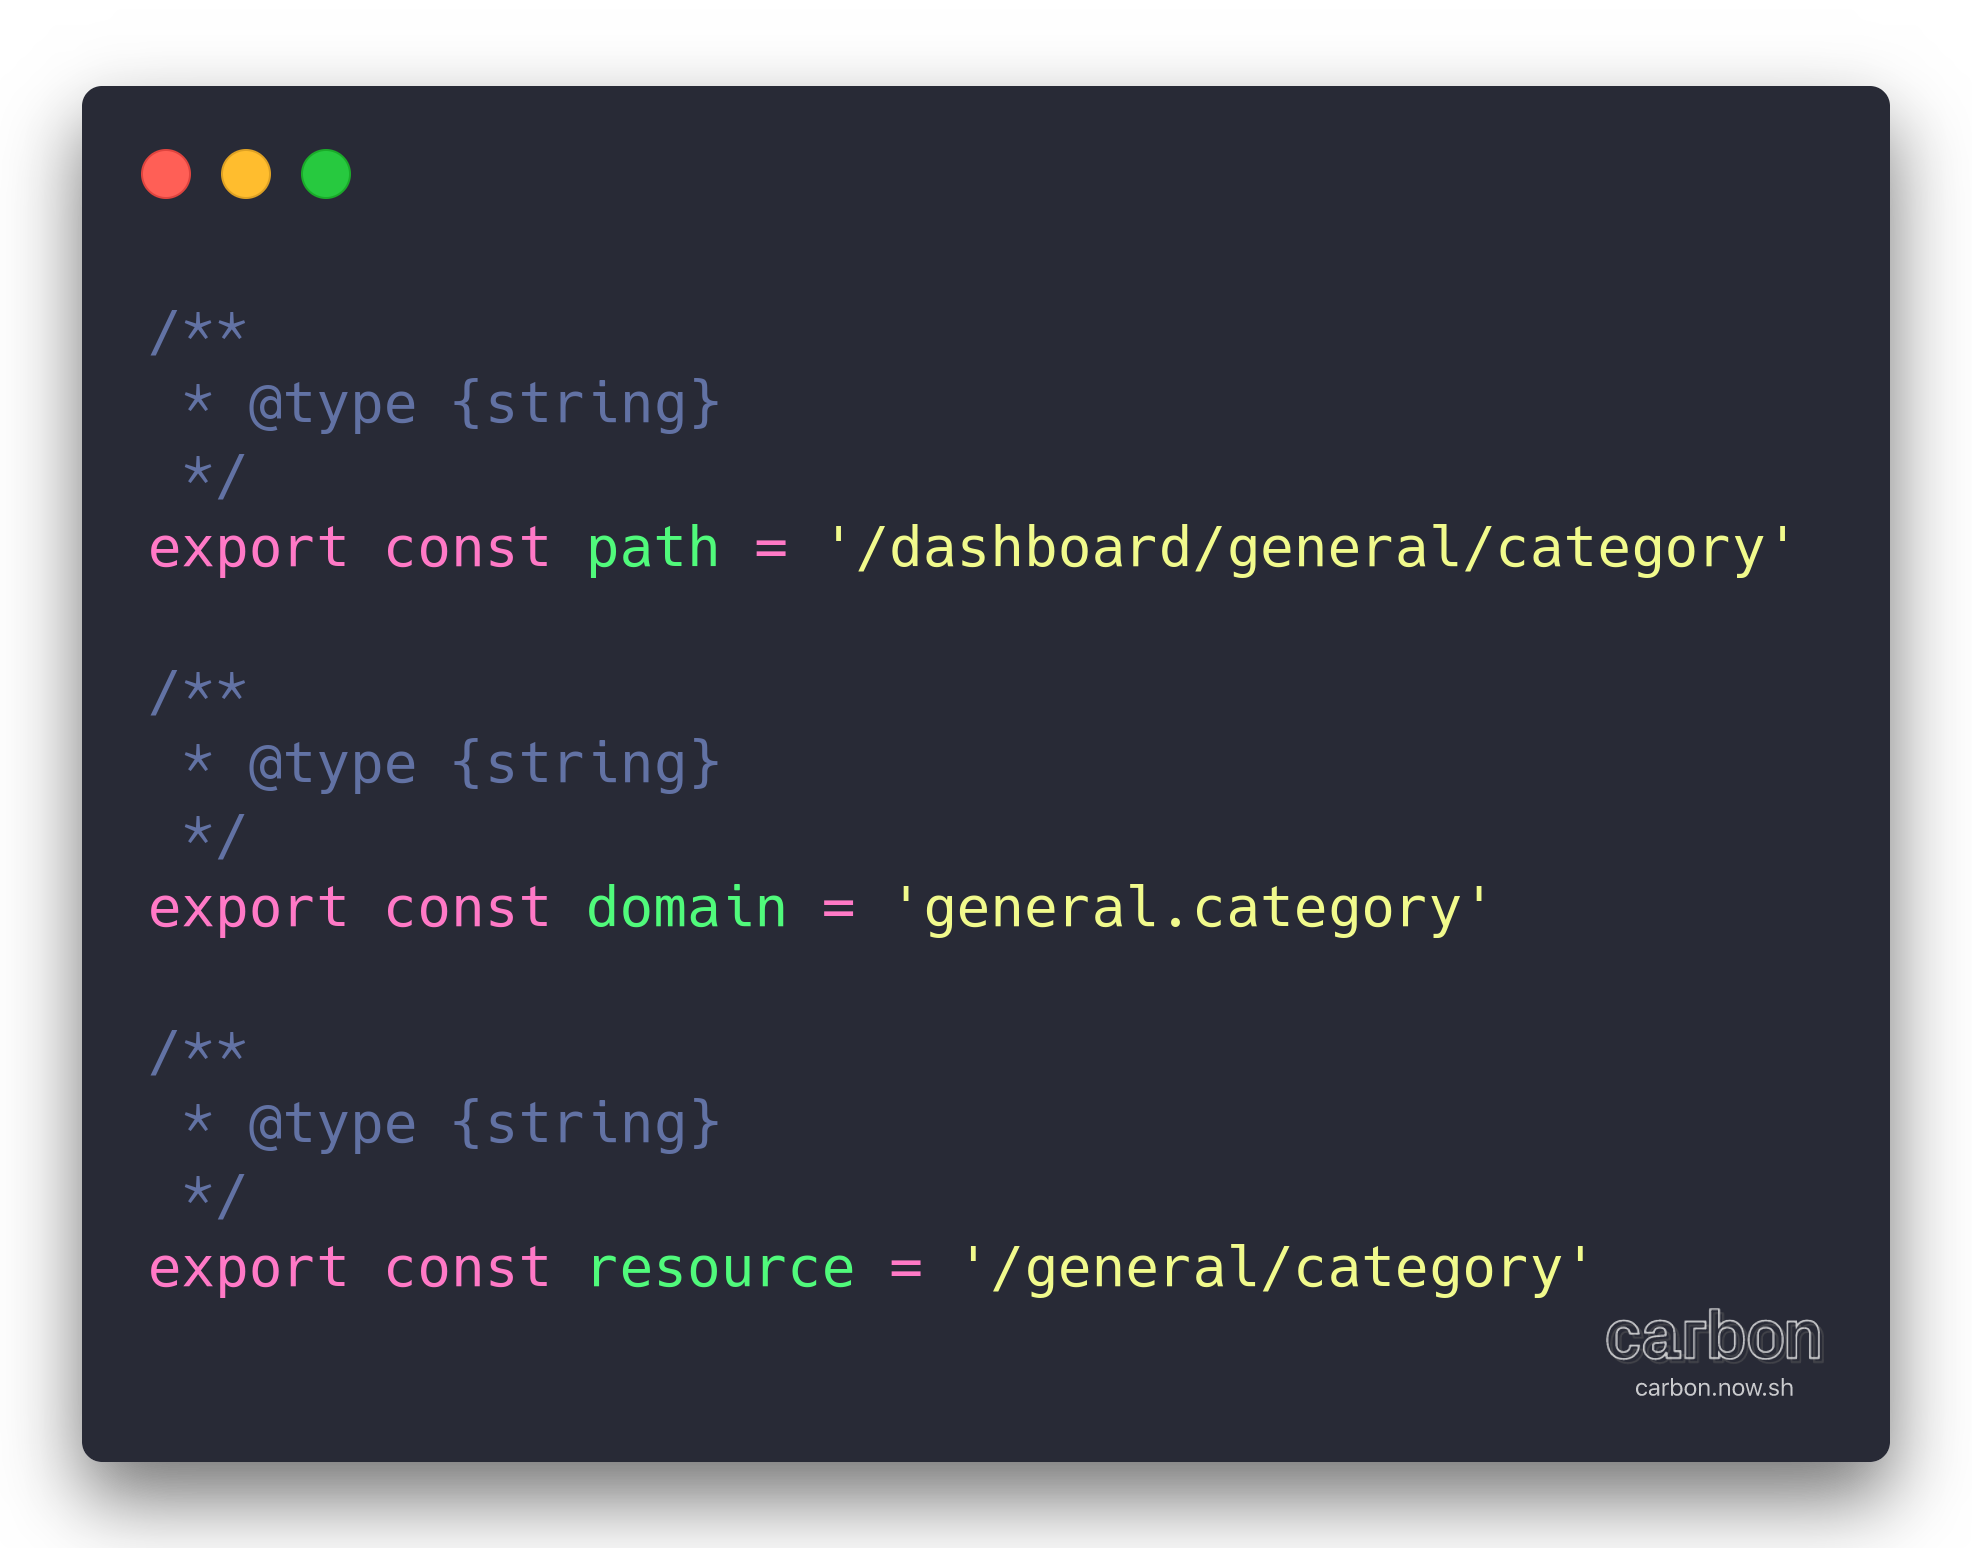 /**
 * @type {string}
 */
export const path = '/dashboard/general/category'

/**
 * @type {string}
 */
export const domain = 'general.category'

/**
 * @type {string}
 */
export const resource = '/general/category'
carbon
carbon.now.sh